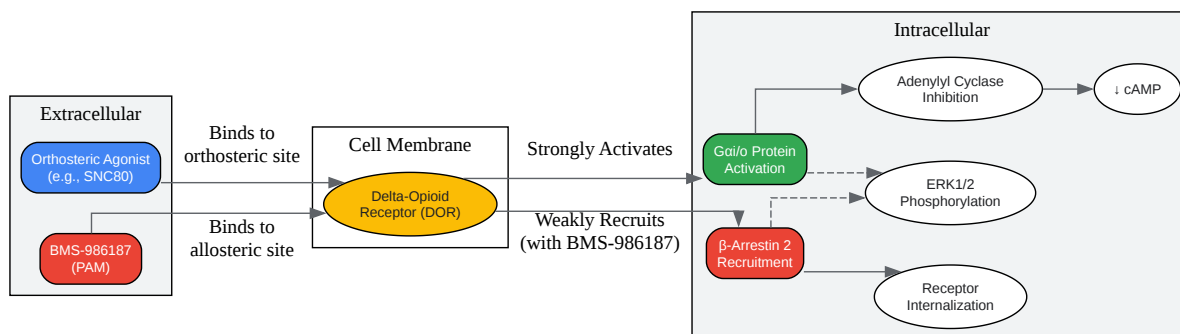 Extracellular
Orthosteric Agonist
(e.g., SNC80)
BMS-986187
(PAM)
Binds to
orthosteric site
Binds to
allosteric site
Cell Membrane
Delta-Opioid
Receptor (DOR)
Strongly Activates
Weakly Recruits
(with BMS-986187)
Intracellular
Gαi/o Protein
Activation
β-Arrestin 2
Recruitment
Adenylyl Cyclase
Inhibition
↓ cAMP
ERK1/2
Phosphorylation
Receptor
Internalization